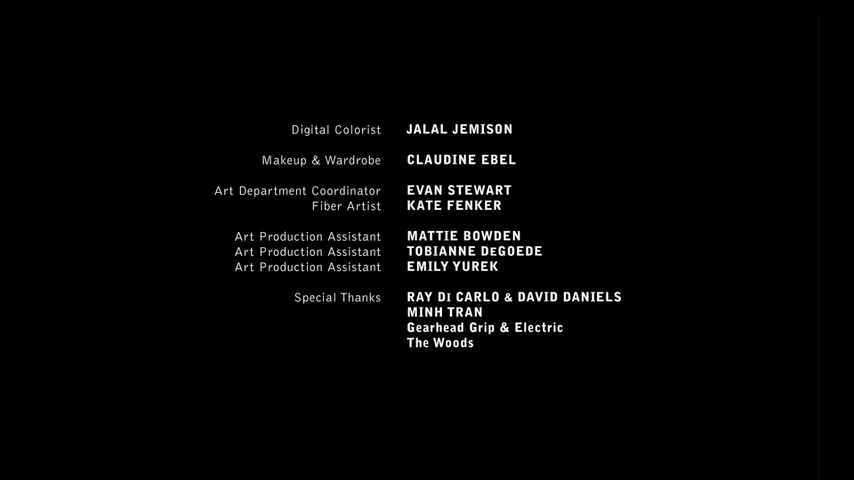 Digital Colorist JALAL JEMISON
Makeup & Wardrobe CLAUDINE EBEL
Art Department Coordinator EVAN STEWART
Fiber Artist KATE FENKER
Art Production Assistant MATTIE BOWDEN
Art Production Assistant TOBIANNE DEGOEDE
Art Production Assistant EMILY YUREK
Special Thanks RAY DI CARLO & DAVID DANIELS
MINH TRAN
Gearhead Grip & Electric
The Woods